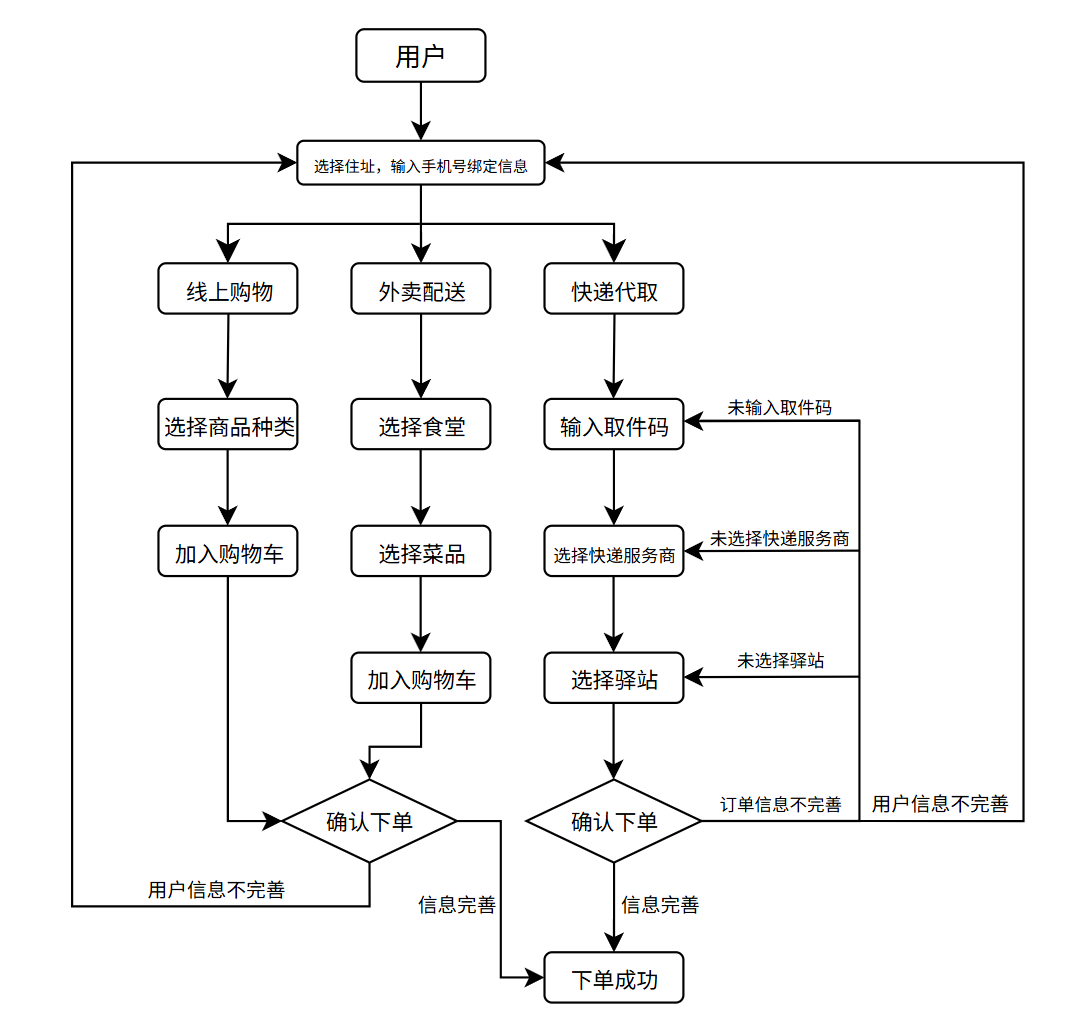 用户
选择住址，输入手机号绑定信息
线上购物
外卖配送
快递代取
选择商品种类
选择食堂
输入取件码
未输入取件码
加入购物车
选择菜品
选择快递服务商
未选择快递服务商
加入购物车
选择驿站
未选择驿站
确认下单
确认下单
订单信息不完善
用户信息不完善
用户信息不完善
信息完善
信息完善
下单成功